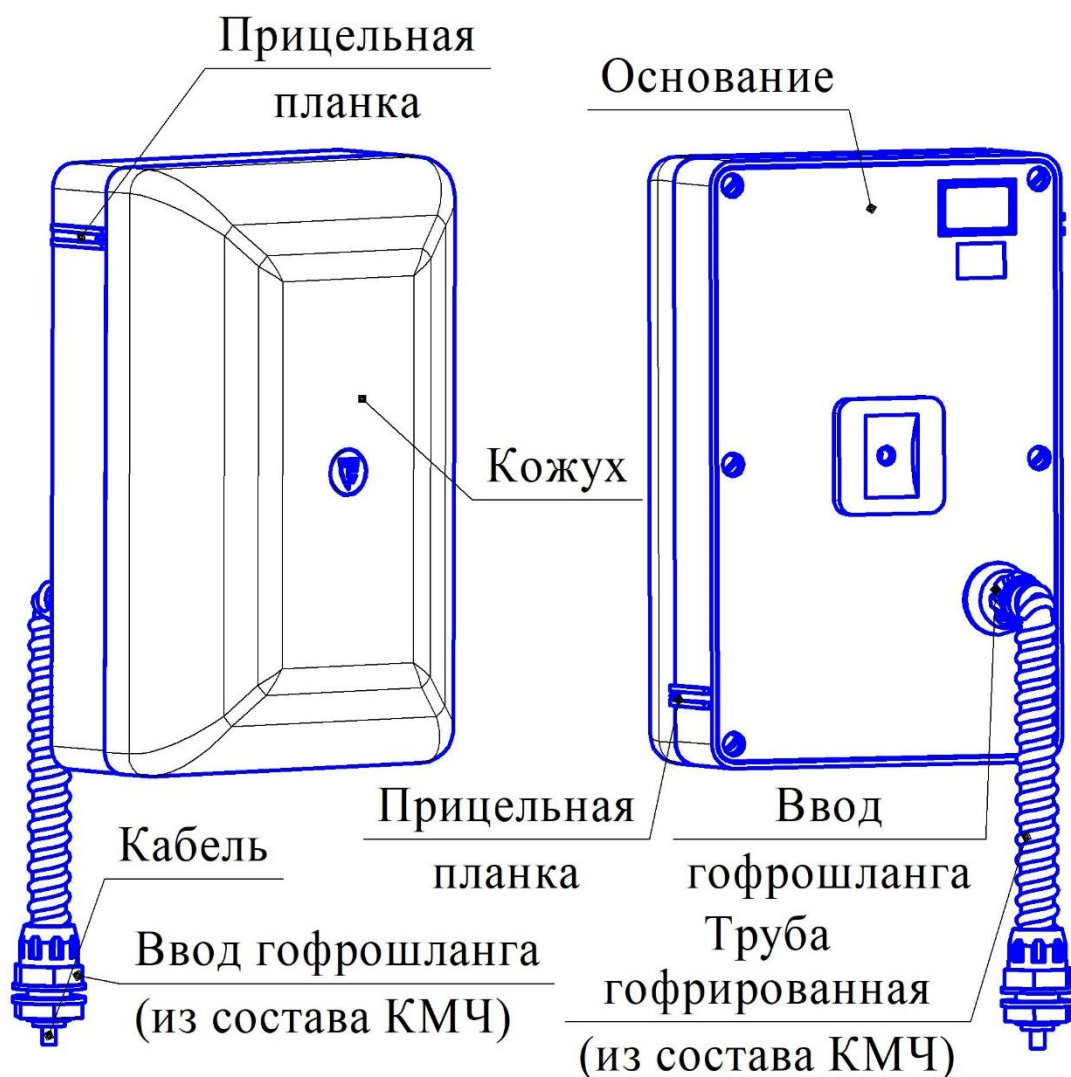 Прицельная
планка
Основание
Кожух
Прицельная
планка
Ввод
гофрошланга
Кабель
Ввод гофрошланга
(из состава КМЧ)
Труба
гофрированная
(из состава КМЧ)